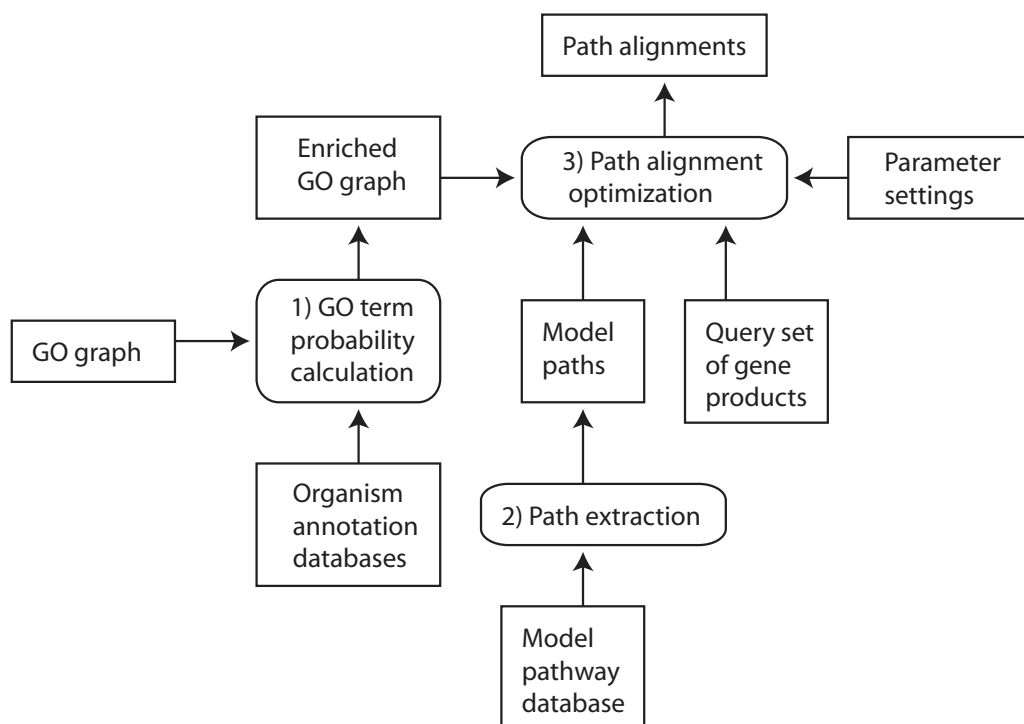 Path alignments
Enriched
GO graph
3) Path alignment
optimization
Parameter
settings
GO graph
1) GO term
probability
calculation
Model
paths
Query set
of gene
products
Organism
annotation
databases
2) Path extraction
Model
pathway
database